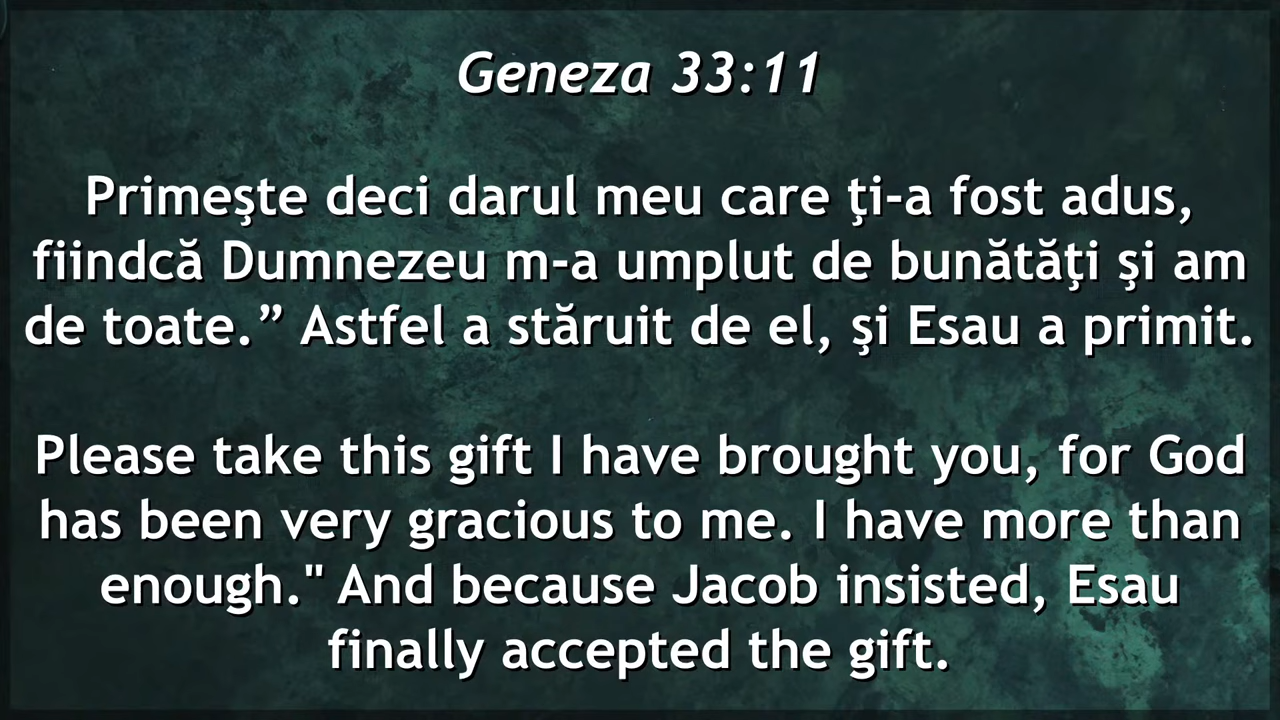 Geneza 33:11
Primeşte deci darul meu care ţi-a fost adus,
fiindcă Dumnezeu m-a umplut de bunătăţi şi am
de toate.” Astfel a stăruit de el, şi Esau a primit.
Please take this gift I have brought you, for God
has been very gracious to me. I have more than
enough." And because Jacob insisted, Esau
finally accepted the gift.